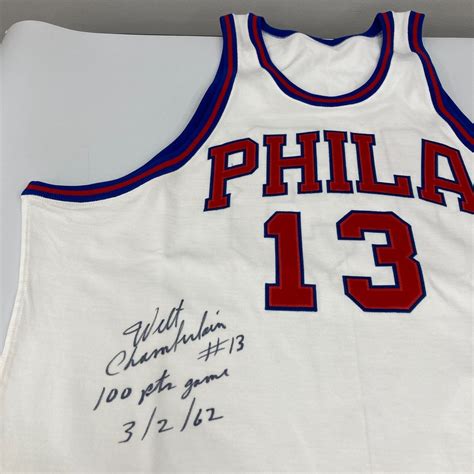 PHILA
13
Wilt
Chamberlain
#13
100 pts game
3/2/62